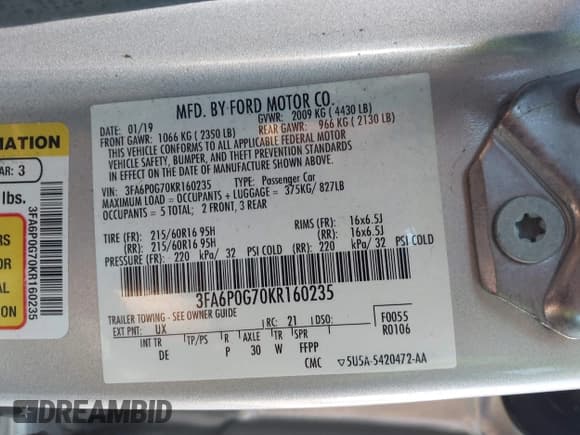 MFD. BY FORD MOTOR CO.
DATE: 01/19 GVWR: 2009 KG ( 4430 LB)
FRONT GAWR: 1066 KG ( 2350 LB) REAR GAWR: 966 KG ( 2130 LB)
THIS VEHICLE CONFORMS TO ALL APPLICABLE FEDERAL MOTOR
VEHICLE SAFETY, BUMPER, AND THEFT PREVENTION STANDARDS
IN EFFECT ON THE DATE OF MANUFACTURE SHOWN ABOVE.
VIN: 3FA6P0G70KR160235 TYPE: Passenger Car
MAXIMUM LOAD = OCCUPANTS + LUGGAGE = 375KG/ 827LB
OCCUPANTS = 5 TOTAL; 2 FRONT, 3 REAR
TIRE (FR): 215/60R16 95H RIMS (FR): 16x6.5J
(RR): 215/60R16 95H (RR): 16x6.5J
PRESSURE (FR): 220 kPa/ 32 PSI COLD (RR): 220 kPa/ 32 PSI COLD
3FA6P0G70KR160235
TRAILER TOWING - SEE OWNER GUIDE
EXT PNT: UX RC: 21 DSO: F0055
INT TR TP/PS R AXLE TR SPR R0106
DE P 30 W FFPP
CMC ▽5U5A-5420472-AA
MATION
AR: 3
lbs.
RS
OR
AL
ION
3FA6P0G70KR160235
DREAMBID